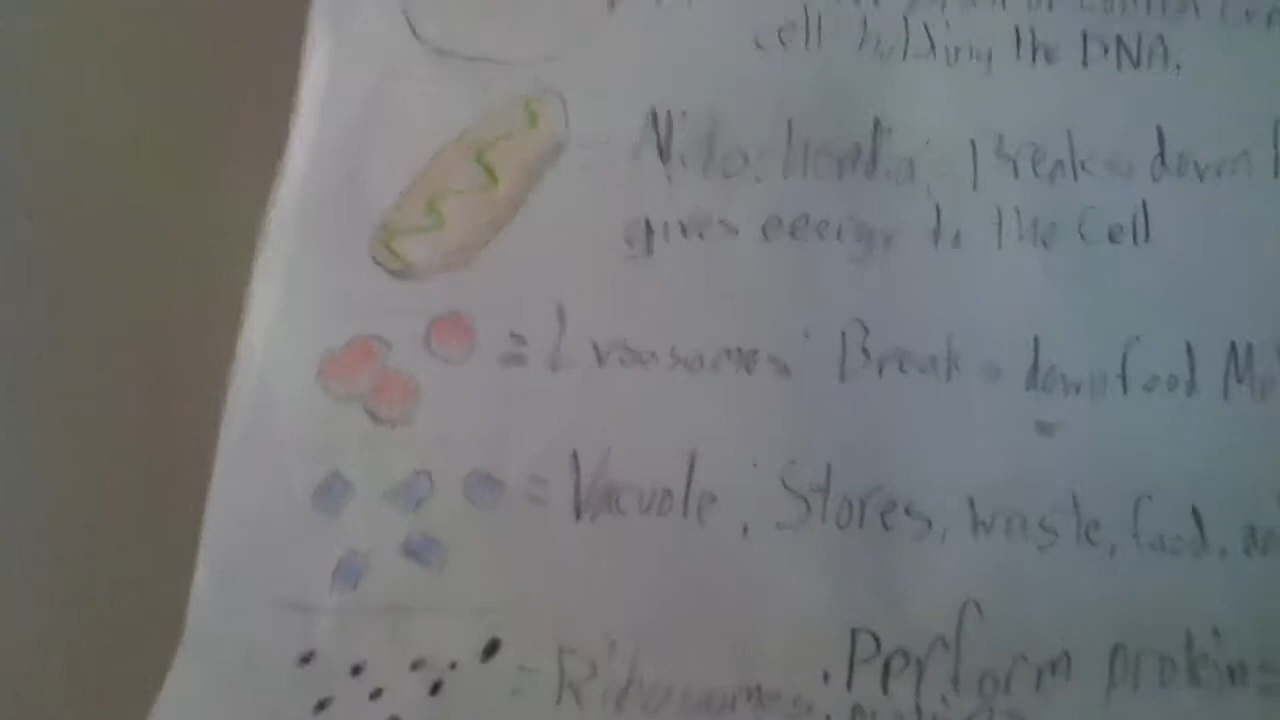 cell holding the DNA.
Mitochondria: Break-down
gives energy to the Cell
= Lysosomes: Break-down food
= Vacuole: Stores, waste, food,
= Ribosomes: Perform protein